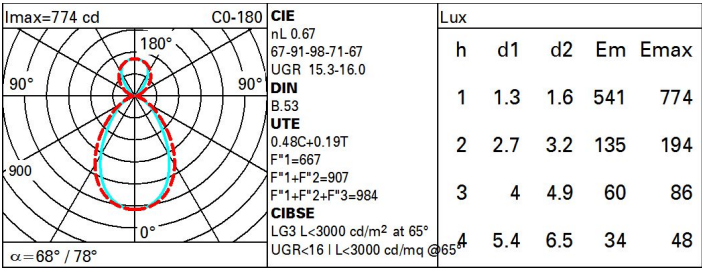 Imax=774 cd C0-180
180°
90° 90°
900
0°
α=68° / 78°
CIE
nL 0.67
67-91-98-71-67
UGR 15.3-16.0
DIN
B.53
UTE
0.48C+0.19T
F"1=667
F"1+F"2=907
F"1+F"2+F"3=984
CIBSE
LG3 L<3000 cd/m² at 65°
UGR<16 | L<3000 cd/mq @65°
Lux
h d1 d2 Em Emax
1 1.3 1.6 541 774
2 2.7 3.2 135 194
3 4 4.9 60 86
4 5.4 6.5 34 48